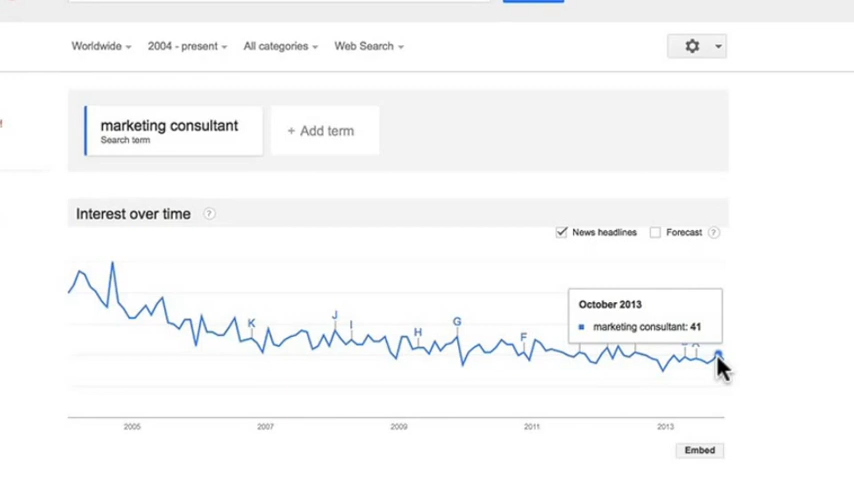 Worldwide 2004 - present All categories Web Search
marketing consultant
Search term
+ Add term
Interest over time ?
News headlines Forecast ?
October 2013
marketing consultant: 41
K J I H G F
2005 2007 2009 2011 2013
Embed